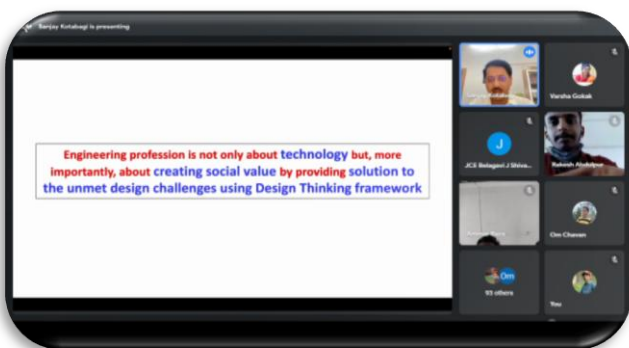 Sanjay Kotabagi is presenting
Engineering profession is not only about technology but, more
importantly, about creating social value by providing solution to
the unmet design challenges using Design Thinking framework
Varsha Gokak
J
JCE Belagavi J Shiva...
Rakesh Abdulpur
Om Chavan
Om
93 others
You